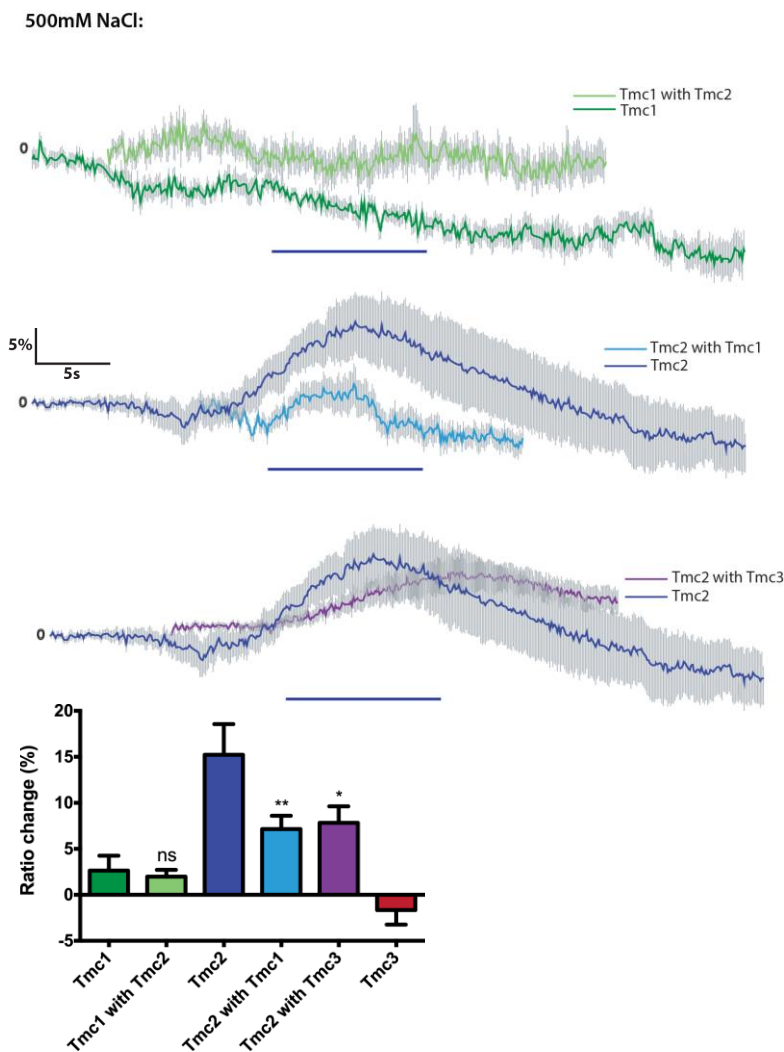 500mM NaCl:
Tmc1 with Tmc2
Tmc1
0
5%
5s
Tmc2 with Tmc1
Tmc2
0
Tmc2 with Tmc3
Tmc2
0
Ratio change (%)
20
15
10
5
0
-5
ns
**
*
Tmc1
Tmc1 with Tmc2
Tmc2
Tmc2 with Tmc1
Tmc2 with Tmc3
Tmc3